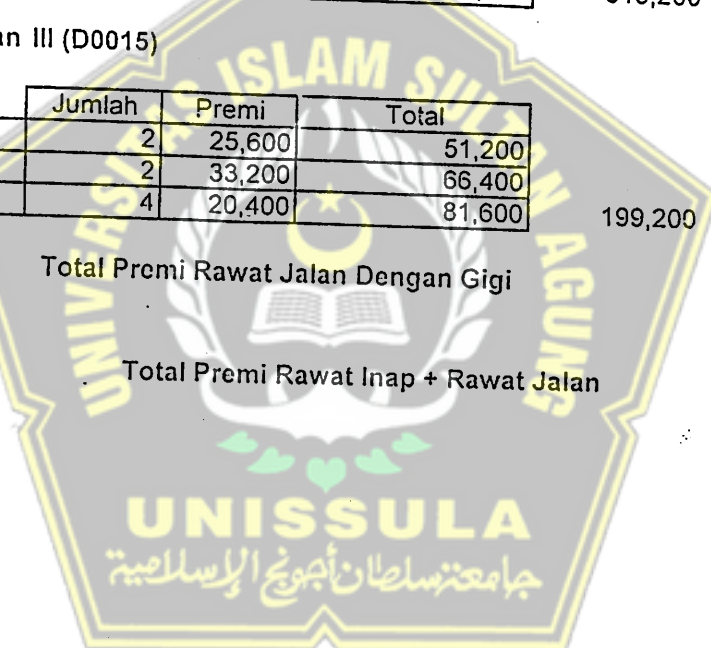 an III (D0015)
Jumlah Premi Total
2 25,600 51,200
2 33,200 66,400
4 20,400 81,600 199,200
Total Premi Rawat Jalan Dengan Gigi
Total Premi Rawat Inap + Rawat Jalan
UNIVERSITAS ISLAM SULTAN AGUNG
UNISSULA
جامعة سلطان أجونج الإسلامية